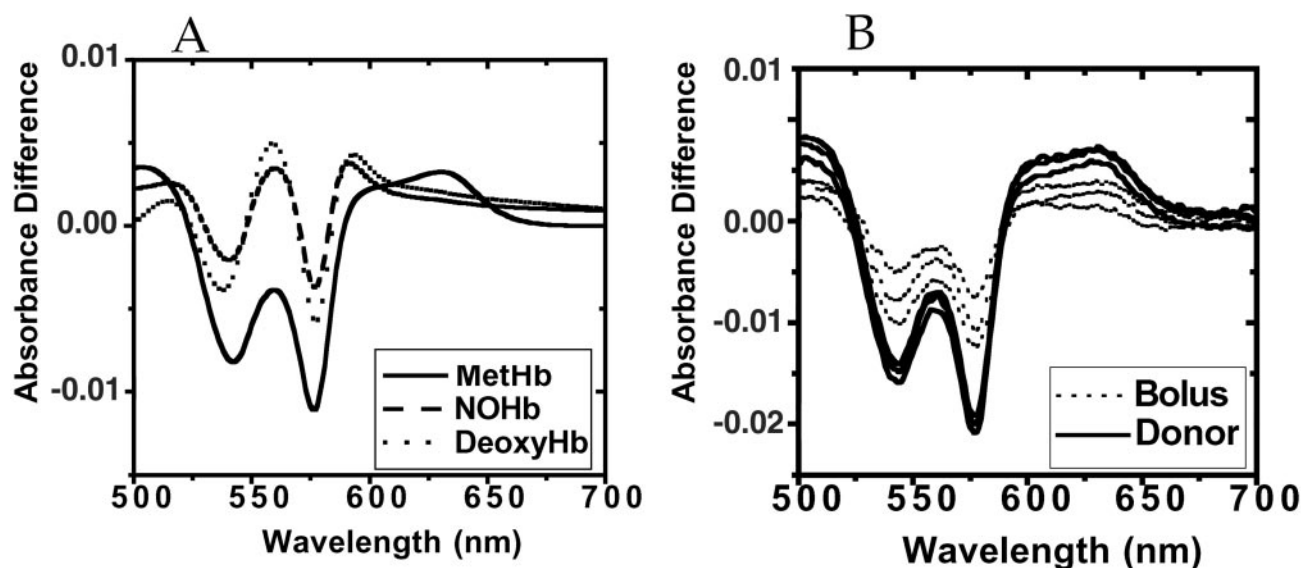 A
0.01
0.00
-0.01
Absorbance Difference
MetHb
NOHb
DeoxyHb
500 550 600 650 700
Wavelength (nm)
B
0.01
0.00
-0.01
-0.02
Absorbance Difference
Bolus
Donor
500 550 600 650 700
Wavelength (nm)